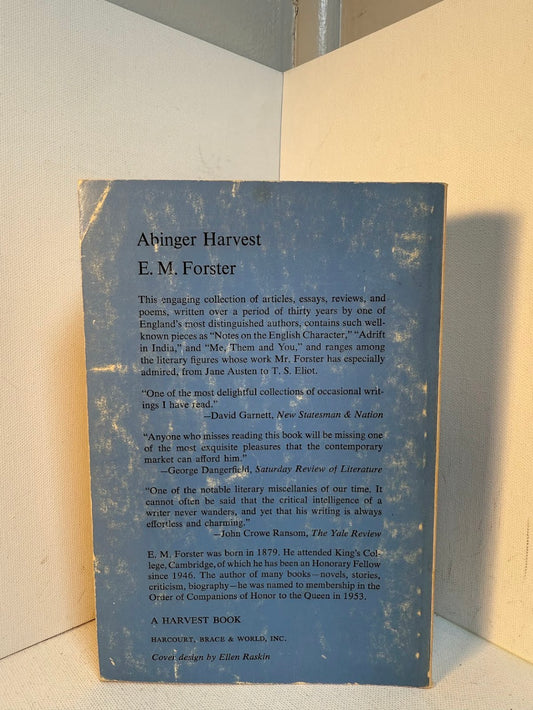 Abinger Harvest
E. M. Forster
This engaging collection of articles, essays, reviews, and
poems, written over a period of thirty years by one of
England's most distinguished authors, contains such well-
known pieces as "Notes on the English Character," "Adrift
in India," and "Me, Them and You," and ranges among
the literary figures whose work Mr. Forster has especially
admired, from Jane Austen to T. S. Eliot.
"One of the most delightful collections of occasional writ-
ings I have read."
—David Garnett, New Statesman & Nation
"Anyone who misses reading this book will be missing one
of the most exquisite pleasures that the contemporary
market can afford him."
—George Dangerfield, Saturday Review of Literature
"One of the notable literary miscellanies of our time. It
cannot often be said that the critical intelligence of a
writer never wanders, and yet that his writing is always
effortless and charming."
—John Crowe Ransom, The Yale Review
E. M. Forster was born in 1879. He attended King's Col-
lege, Cambridge, of which he has been an Honorary Fellow
since 1946. The author of many books—novels, stories,
criticism, biography—he was named to membership in the
Order of Companions of Honor to the Queen in 1953.
A HARVEST BOOK
HARCOURT, BRACE & WORLD, INC.
Cover design by Ellen Raskin